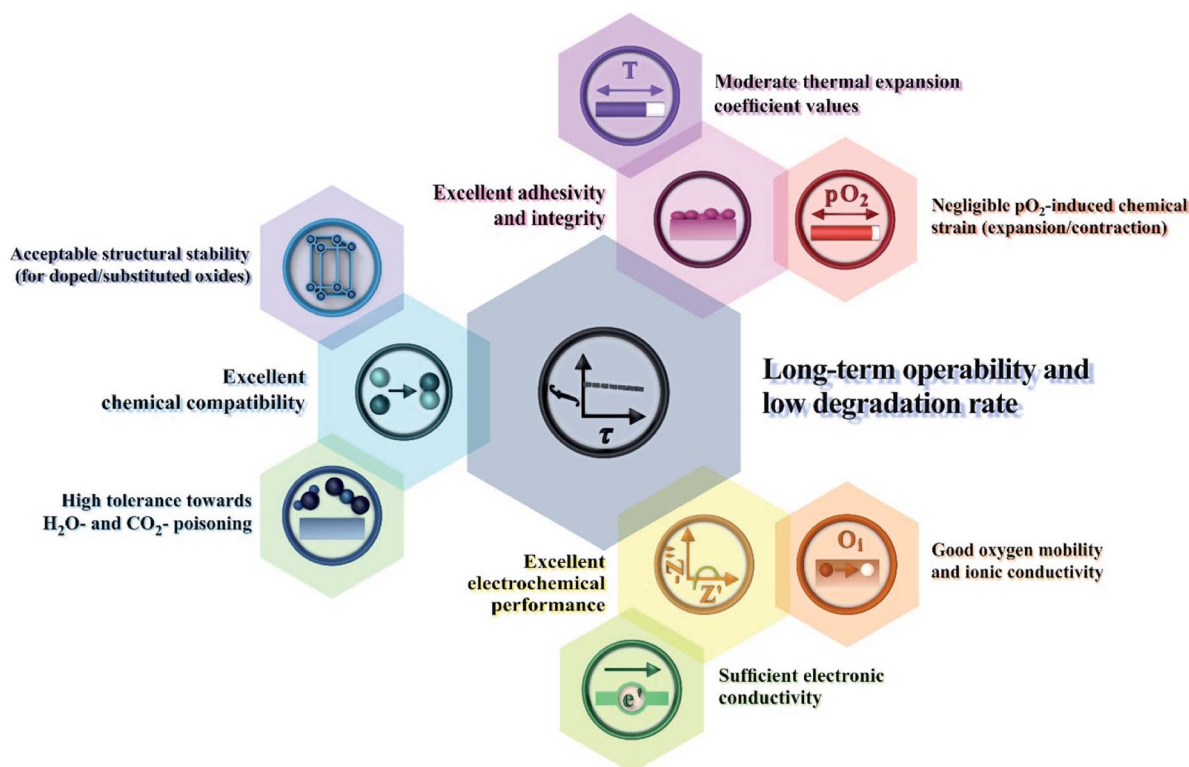 T
Moderate thermal expansion
coefficient values
Excellent adhesivity
and integrity
pO₂
Negligible pO₂-induced chemical
strain (expansion/contraction)
Acceptable structural stability
(for doped/substituted oxides)
Excellent
chemical compatibility
f
τ
Long-term operability and
low degradation rate
High tolerance towards
H₂O- and CO₂- poisoning
Excellent
electrochemical
performance
-Z''
Z'
Oᵢ
Good oxygen mobility
and ionic conductivity
e'
Sufficient electronic
conductivity